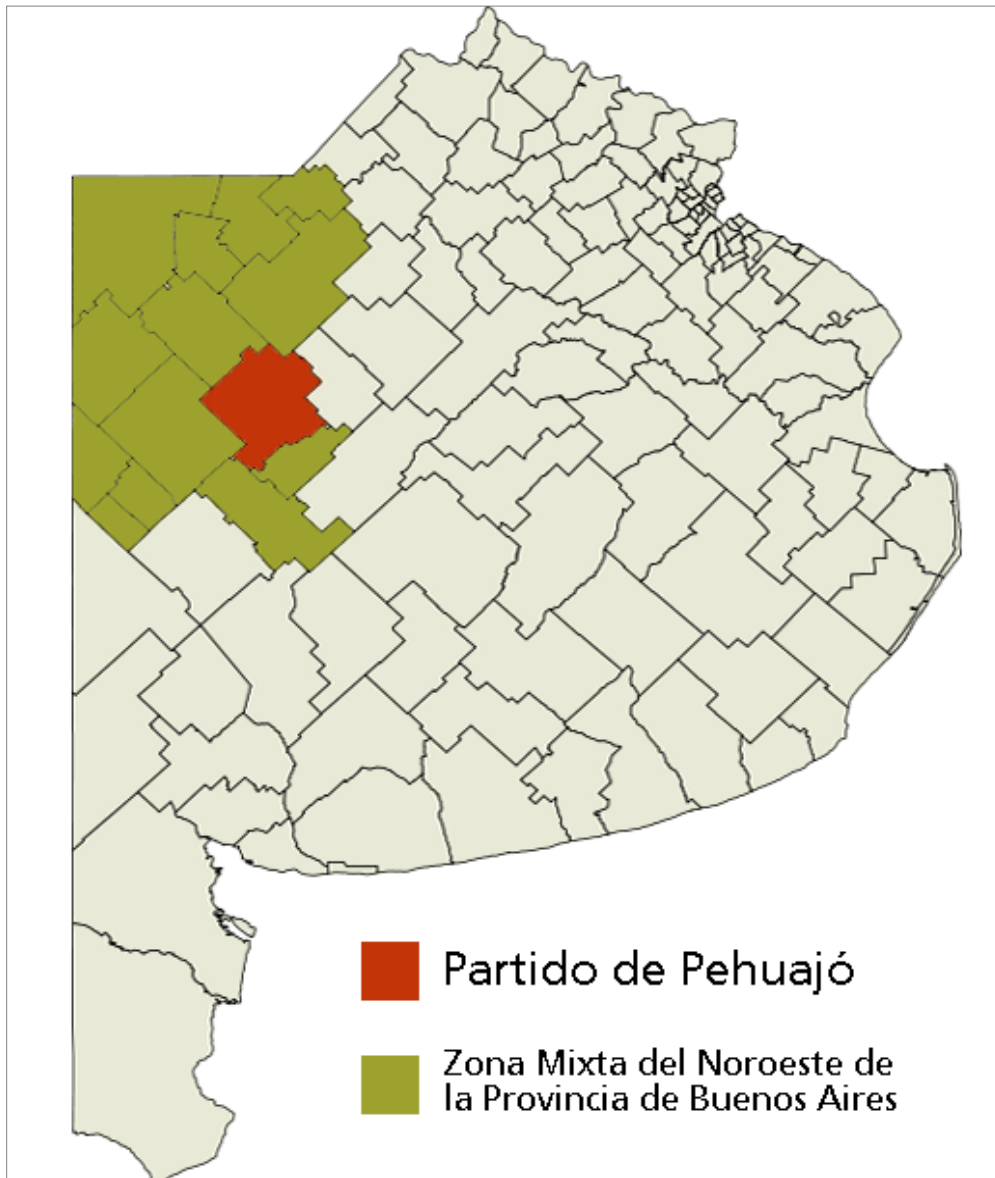 Partido de Pehuajó
Zona Mixta del Noroeste de
la Provincia de Buenos Aires